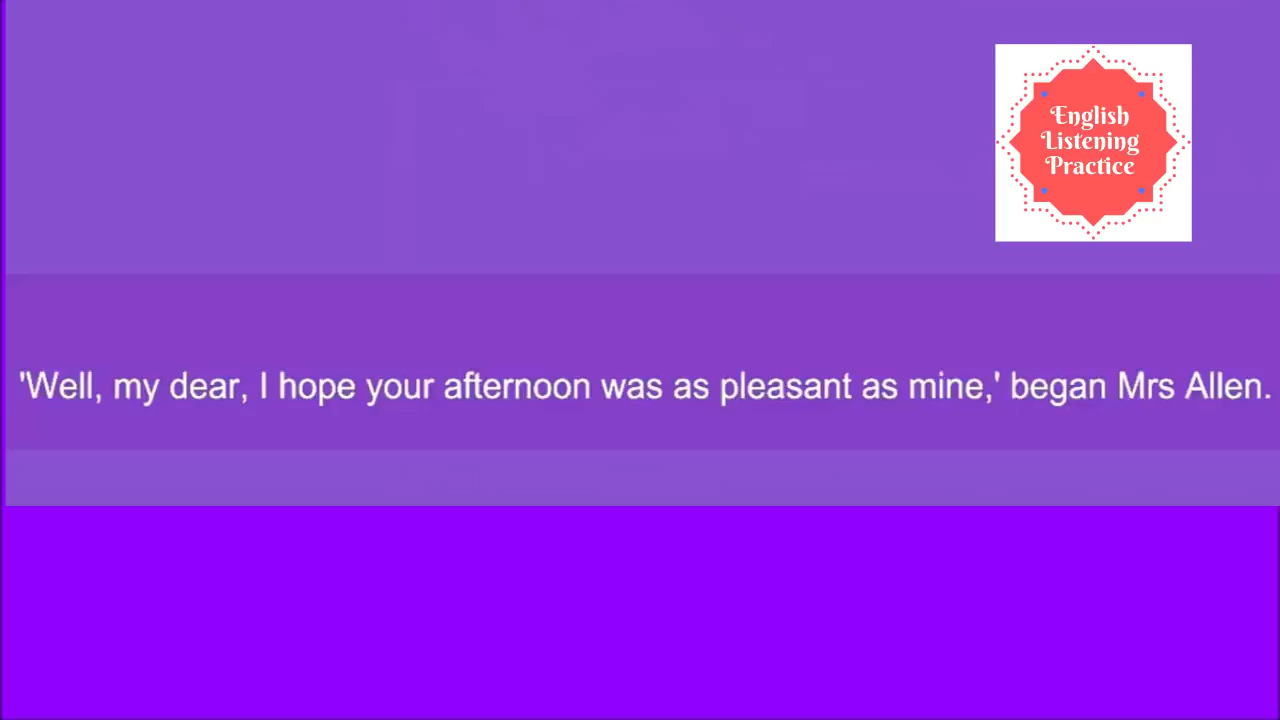 English
Listening
Practice
'Well, my dear, I hope your afternoon was as pleasant as mine,' began Mrs Allen.